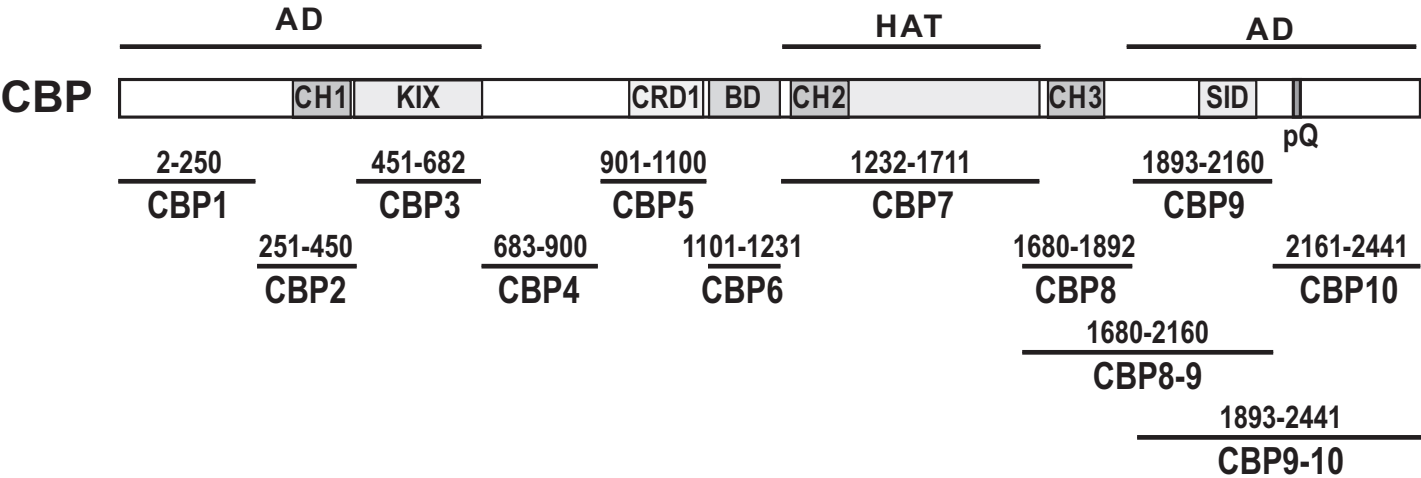 AD HAT AD
CBP CH1 KIX CRD1 BD CH2 CH3 SID
pQ
2-250 451-682 901-1100 1232-1711 1893-2160
CBP1 CBP3 CBP5 CBP7 CBP9
251-450 683-900 1101-1231 1680-1892 2161-2441
CBP2 CBP4 CBP6 CBP8 CBP10
1680-2160
CBP8-9
1893-2441
CBP9-10